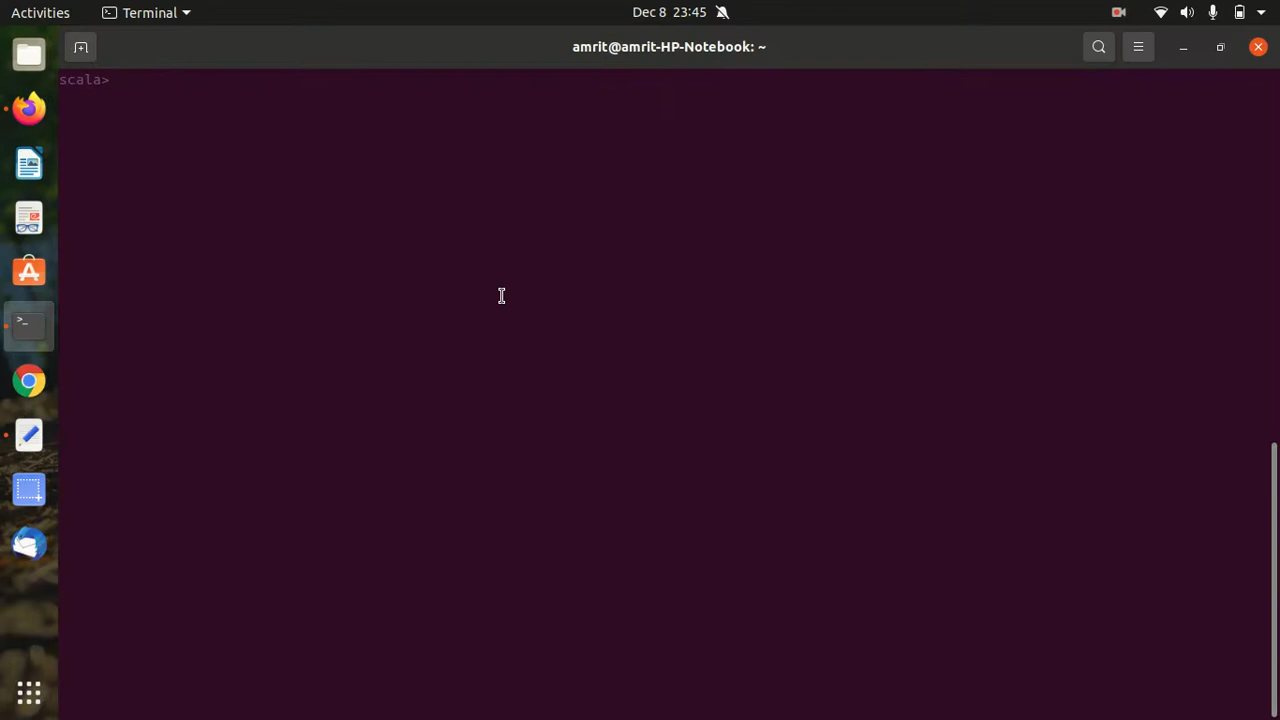 Activities Terminal Dec 8 23:45
amrit@amrit-HP-Notebook: ~
scala>